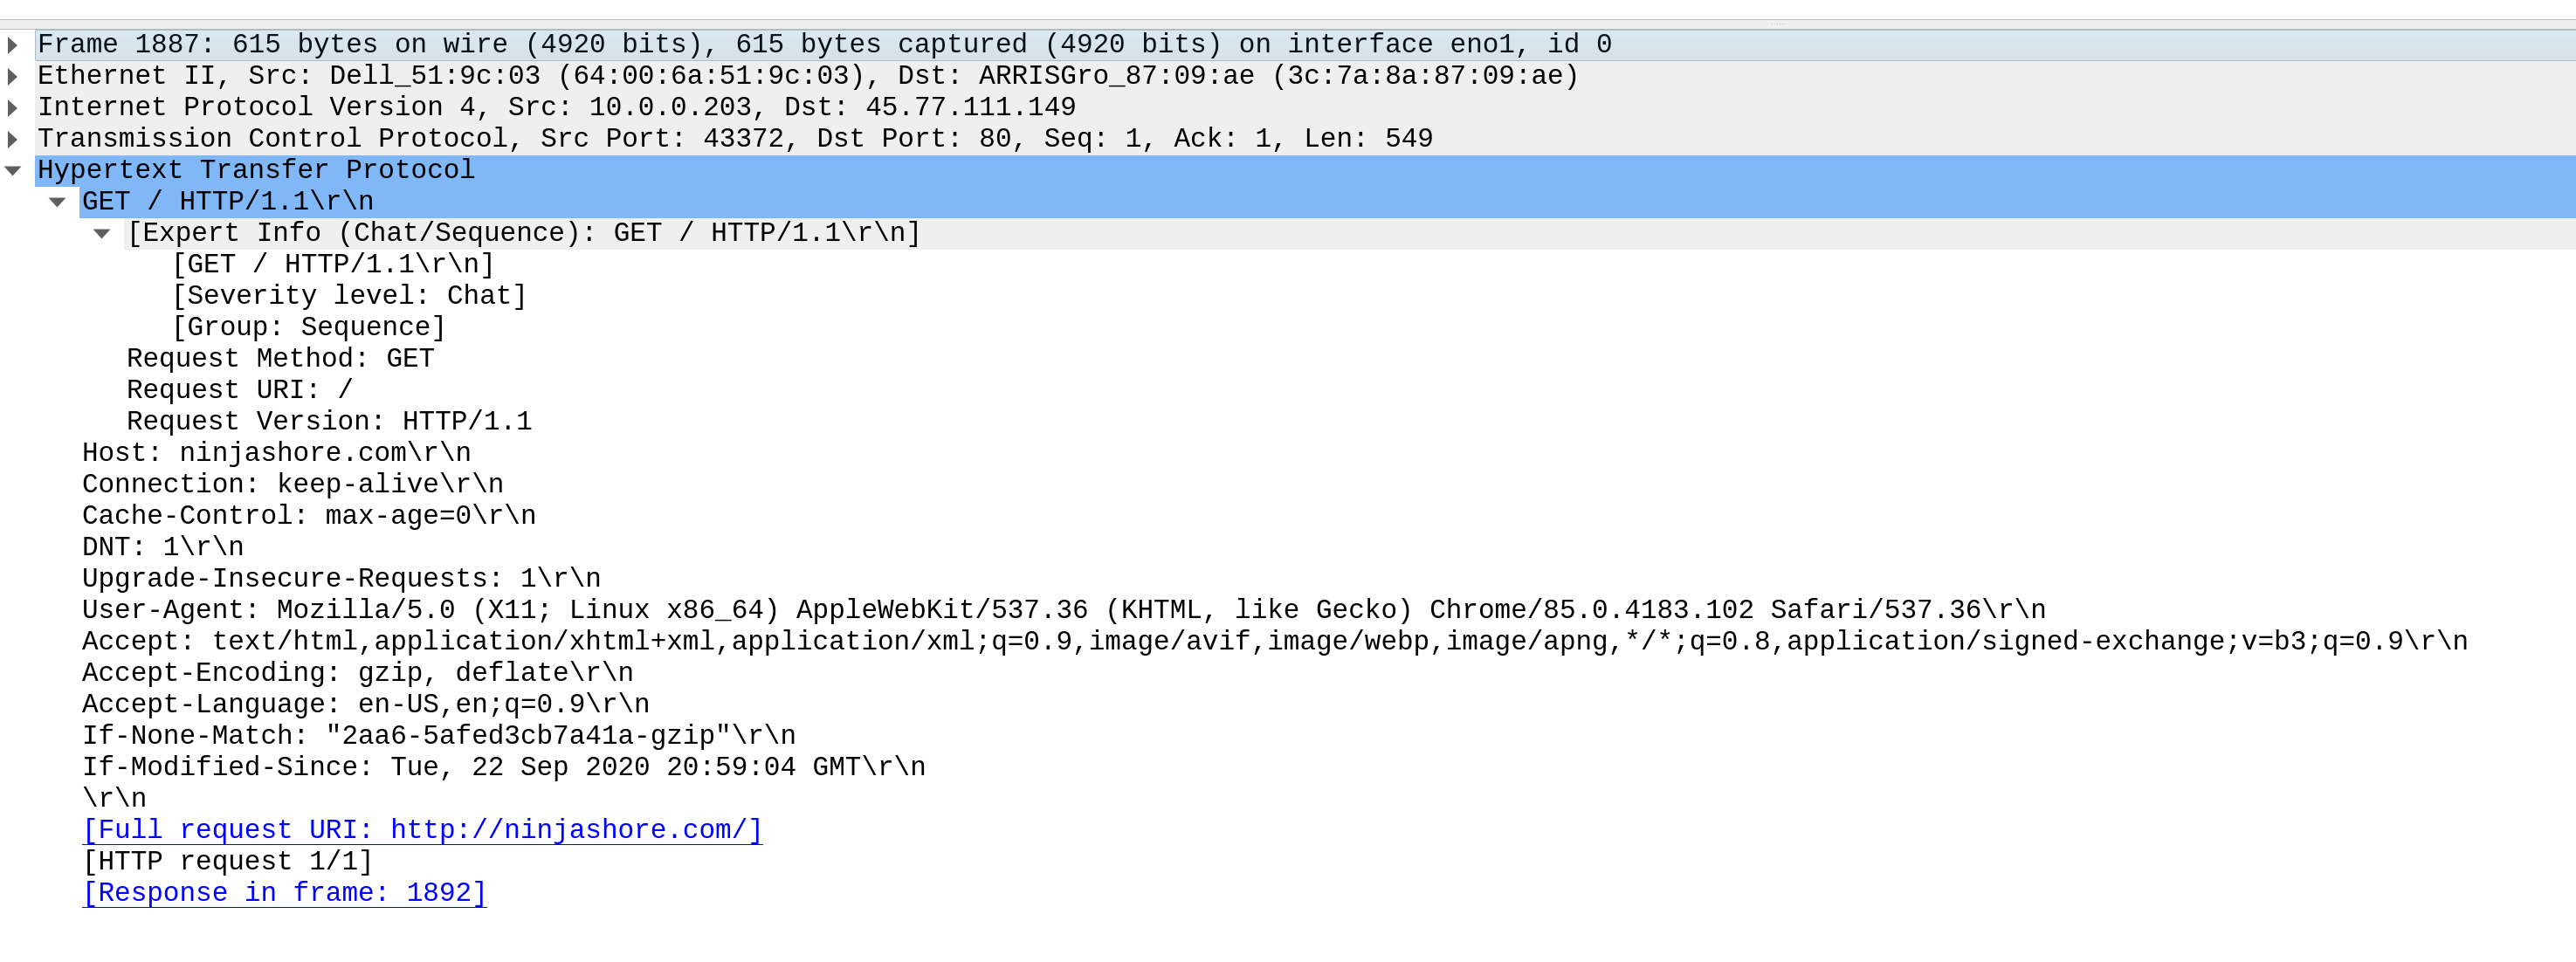 Frame 1887: 615 bytes on wire (4920 bits), 615 bytes captured (4920 bits) on interface eno1, id 0
Ethernet II, Src: Dell_51:9c:03 (64:00:6a:51:9c:03), Dst: ARRISGro_87:09:ae (3c:7a:8a:87:09:ae)
Internet Protocol Version 4, Src: 10.0.0.203, Dst: 45.77.111.149
Transmission Control Protocol, Src Port: 43372, Dst Port: 80, Seq: 1, Ack: 1, Len: 549
Hypertext Transfer Protocol
GET / HTTP/1.1\r\n
[Expert Info (Chat/Sequence): GET / HTTP/1.1\r\n]
[GET / HTTP/1.1\r\n]
[Severity level: Chat]
[Group: Sequence]
Request Method: GET
Request URI: /
Request Version: HTTP/1.1
Host: ninjashore.com\r\n
Connection: keep-alive\r\n
Cache-Control: max-age=0\r\n
DNT: 1\r\n
Upgrade-Insecure-Requests: 1\r\n
User-Agent: Mozilla/5.0 (X11; Linux x86_64) AppleWebKit/537.36 (KHTML, like Gecko) Chrome/85.0.4183.102 Safari/537.36\r\n
Accept: text/html,application/xhtml+xml,application/xml;q=0.9,image/avif,image/webp,image/apng,*/*;q=0.8,application/signed-exchange;v=b3;q=0.9\r\n
Accept-Encoding: gzip, deflate\r\n
Accept-Language: en-US,en;q=0.9\r\n
If-None-Match: "2aa6-5afed3cb7a41a-gzip"\r\n
If-Modified-Since: Tue, 22 Sep 2020 20:59:04 GMT\r\n
\r\n
[Full request URI: http://ninjashore.com/]
[HTTP request 1/1]
[Response in frame: 1892]